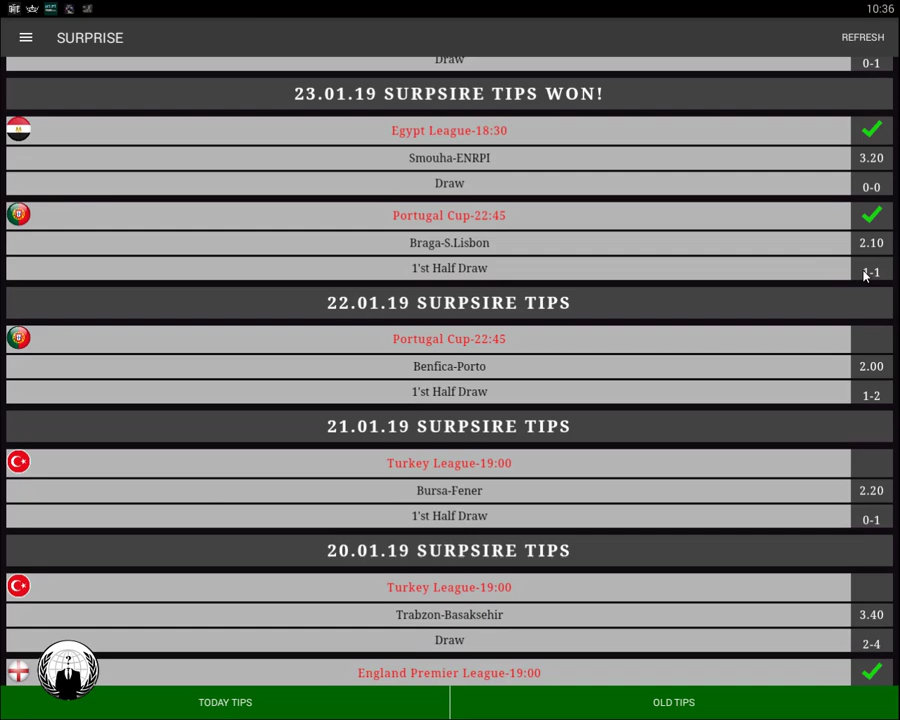 10:36
SURPRISE
REFRESH
Draw
0-1
23.01.19 SURPSIRE TIPS WON!
Egypt League-18:30
Smouha-ENRPI
3.20
Draw
0-0
Portugal Cup-22:45
Braga-S.Lisbon
2.10
1'st Half Draw
1-1
22.01.19 SURPSIRE TIPS
Portugal Cup-22:45
Benfica-Porto
2.00
1'st Half Draw
1-2
21.01.19 SURPSIRE TIPS
Turkey League-19:00
Bursa-Fener
2.20
1'st Half Draw
0-1
20.01.19 SURPSIRE TIPS
Turkey League-19:00
Trabzon-Basaksehir
3.40
Draw
2-4
England Premier League-19:00
?
TODAY TIPS
OLD TIPS